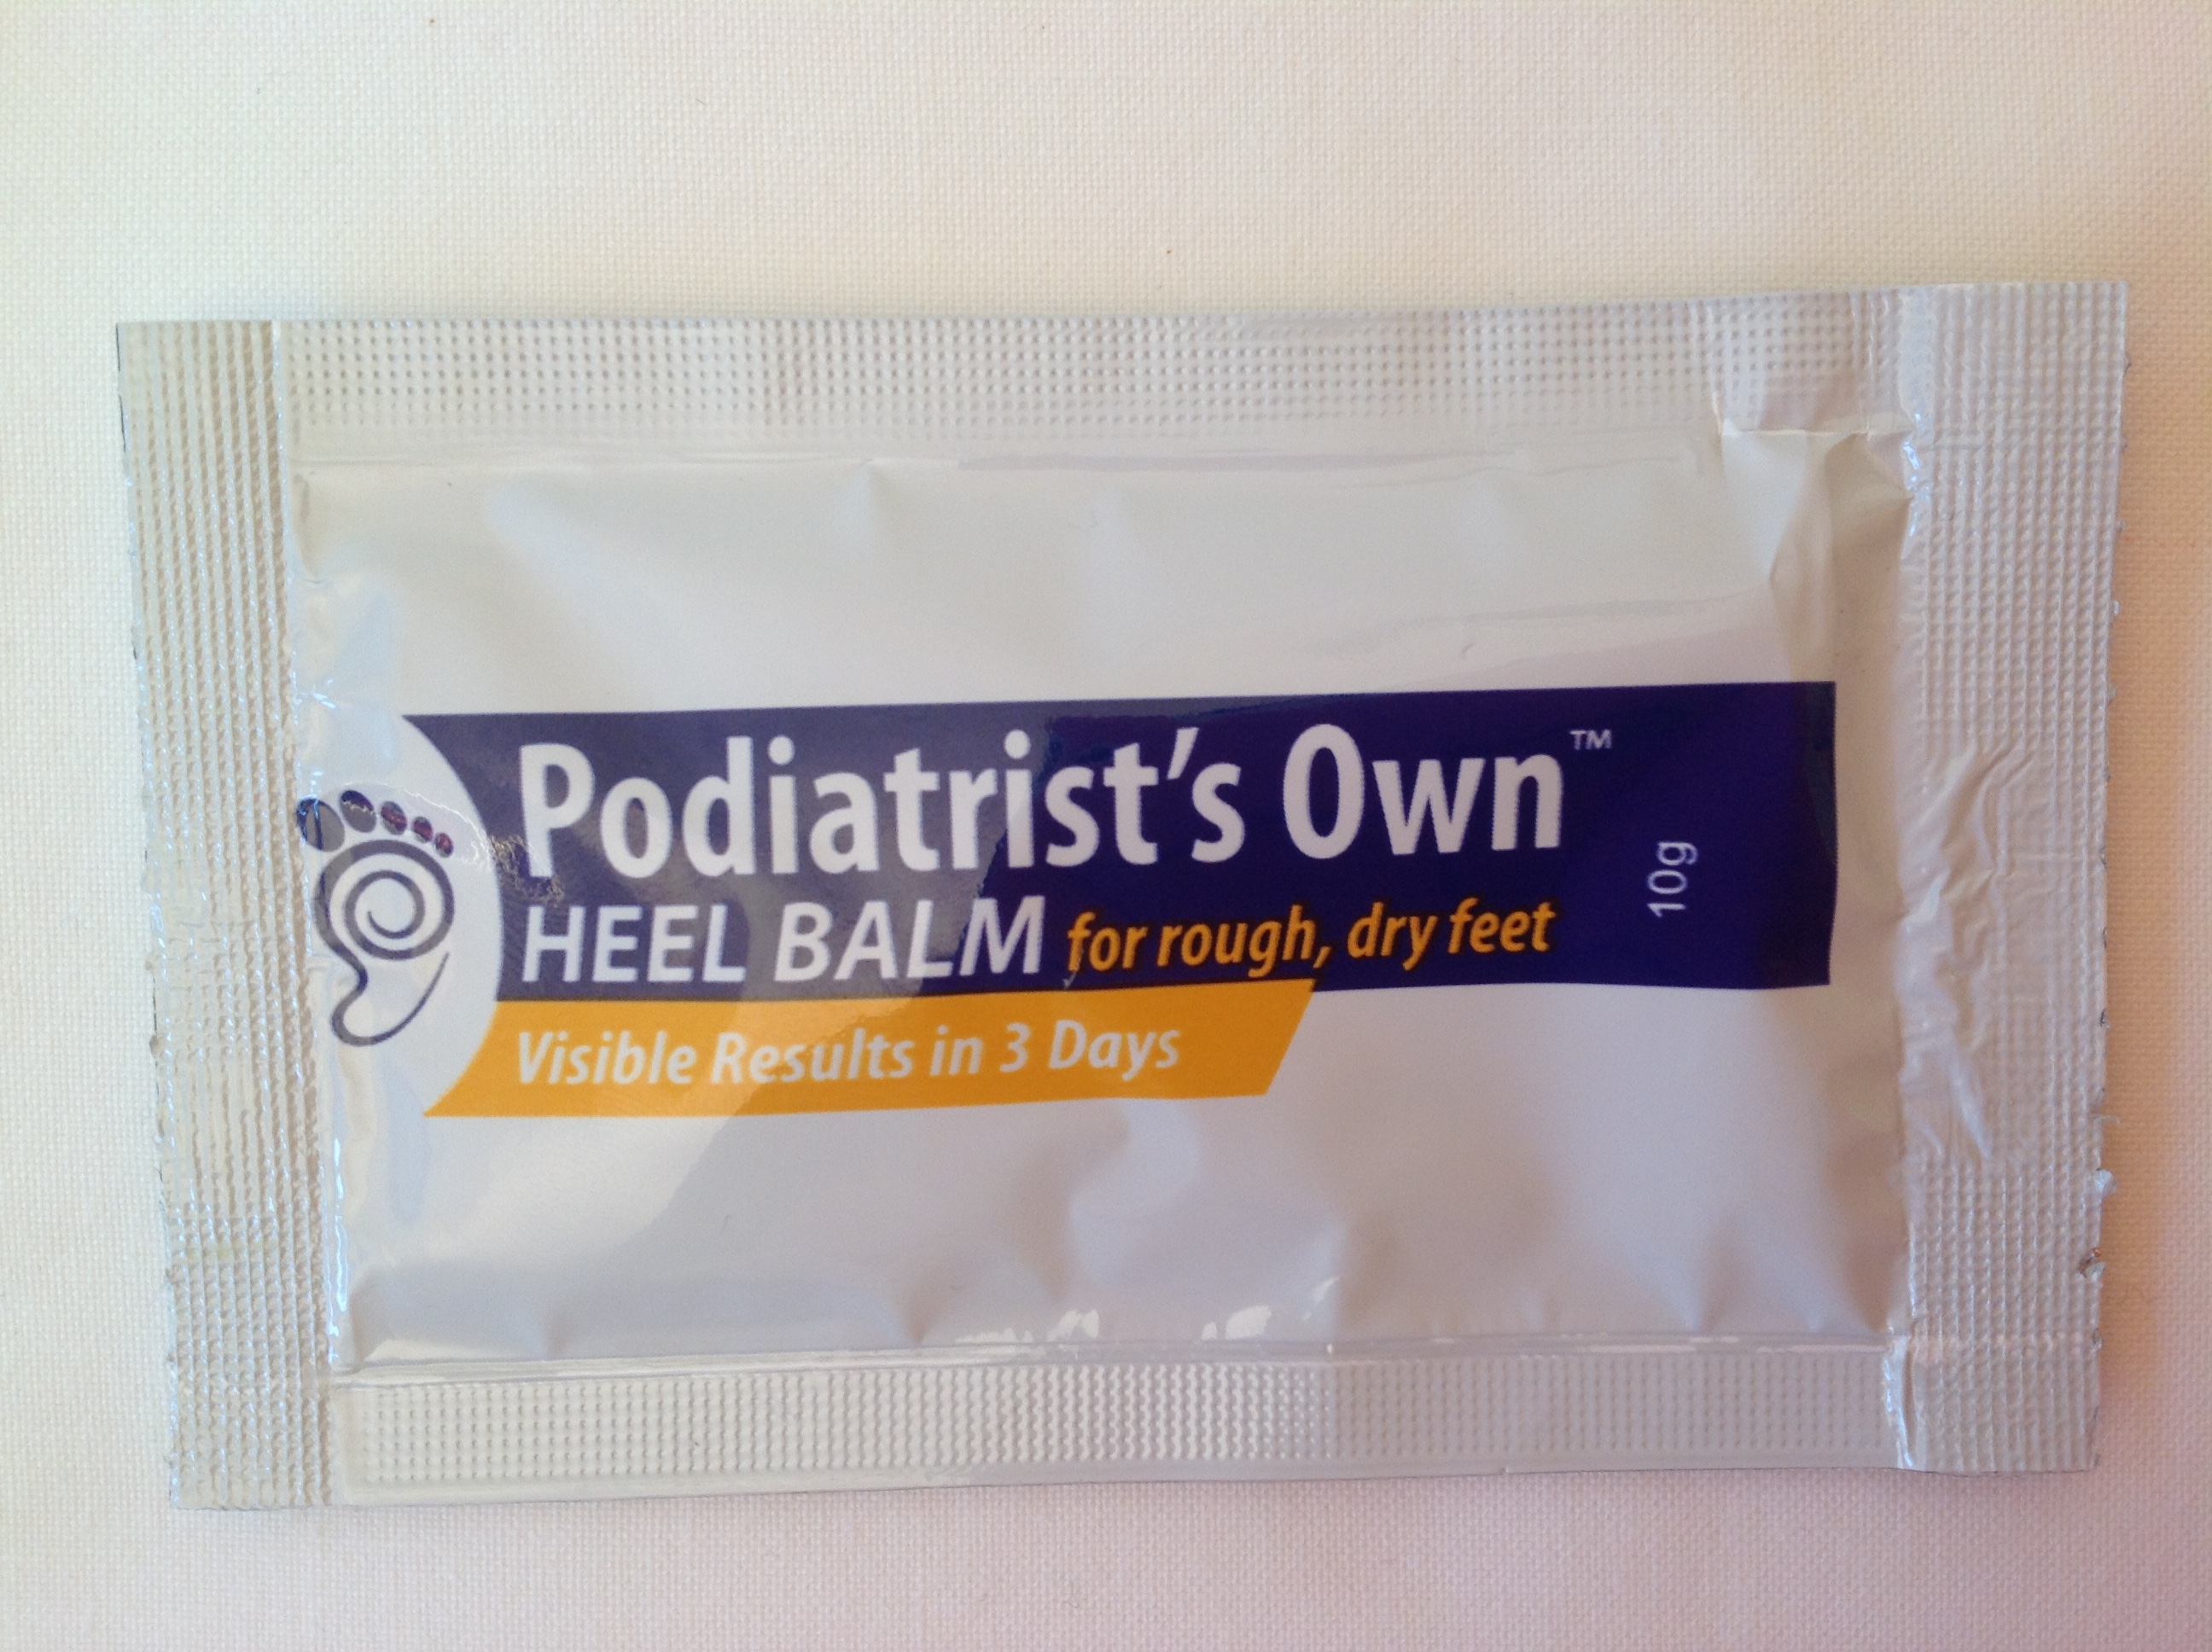 Podiatrist's Own™
HEEL BALM for rough, dry feet
Visible Results in 3 Days
10g